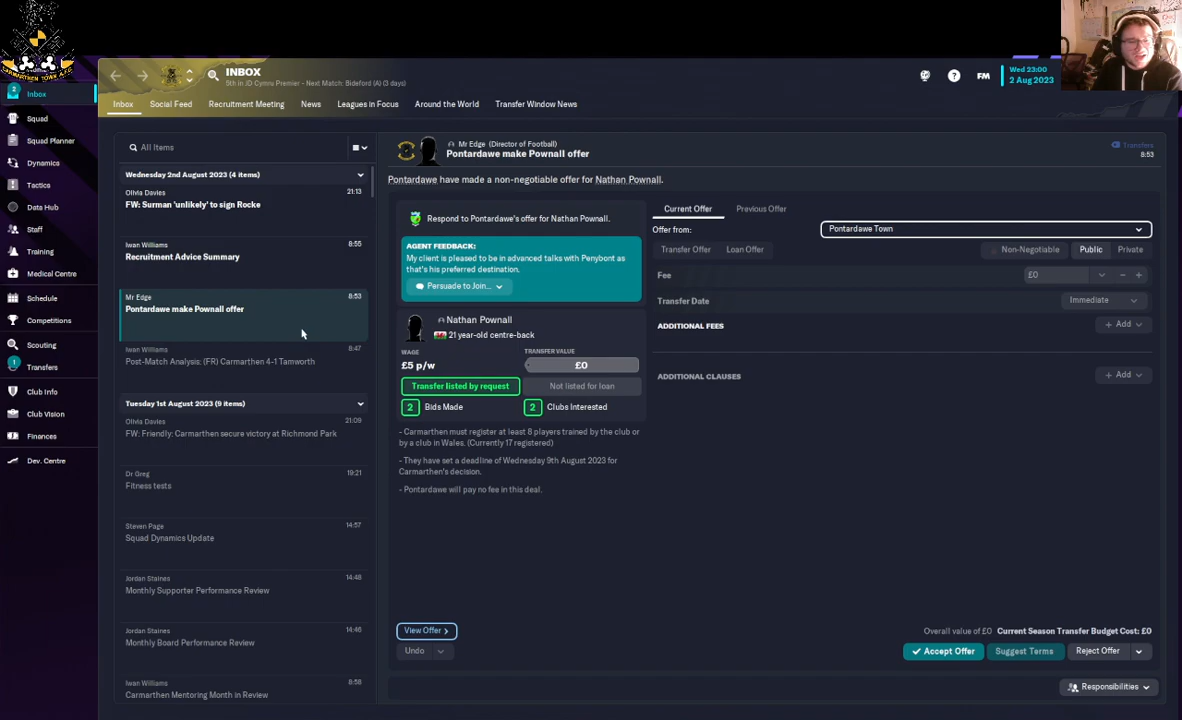 CARMARTHEN TOWN A.F.C.
INBOX
5th in JD Cymru Premier - Next Match: Bideford (A) (3 days)
FM
Wed 23:00
2 Aug 2023
2
Inbox
Squad
Squad Planner
Dynamics
Tactics
Data Hub
Staff
Training
Medical Centre
Schedule
Competitions
Scouting
1
Transfers
Club Info
Club Vision
Finances
Dev. Centre
Inbox
Social Feed
Recruitment Meeting
News
Leagues in Focus
Around the World
Transfer Window News
All Items
Wednesday 2nd August 2023 (4 items)
Olivia Davies
21:13
FW: Surman 'unlikely' to sign Rocke
Iwan Williams
8:55
Recruitment Advice Summary
Mr Edge
8:53
Pontardawe make Pownall offer
Iwan Williams
8:47
Post-Match Analysis: (FR) Carmarthen 4-1 Tamworth
Tuesday 1st August 2023 (9 items)
Olivia Davies
21:09
FW: Friendly: Carmarthen secure victory at Richmond Park
Dr Greg
19:21
Fitness tests
Steven Page
14:57
Squad Dynamics Update
Jordan Staines
14:48
Monthly Supporter Performance Review
Jordan Staines
14:46
Monthly Board Performance Review
Iwan Williams
8:58
Carmarthen Mentoring Month in Review
Mr Edge (Director of Football)
Pontardawe make Pownall offer
Transfers
8:53
Pontardawe have made a non-negotiable offer for Nathan Pownall.
Respond to Pontardawe's offer for Nathan Pownall.
AGENT FEEDBACK:
My client is pleased to be in advanced talks with Penybont as
that's his preferred destination.
Persuade to Join...
Nathan Pownall
21 year-old centre-back
WAGE
£5 p/w
TRANSFER VALUE
£0
Transfer listed by request
Not listed for loan
2 Bids Made
2 Clubs Interested
- Carmarthen must register at least 8 players trained by the club or
by a club in Wales. (Currently 17 registered)
- They have set a deadline of Wednesday 9th August 2023 for
Carmarthen's decision.
- Pontardawe will pay no fee in this deal.
Current Offer
Previous Offer
Offer from:
Pontardawe Town
Transfer Offer
Loan Offer
Non-Negotiable
Public
Private
Fee
£0
Transfer Date
Immediate
ADDITIONAL FEES
+ Add
ADDITIONAL CLAUSES
+ Add
View Offer
Undo
Overall value of £0 Current Season Transfer Budget Cost: £0
Accept Offer
Suggest Terms
Reject Offer
Responsibilities